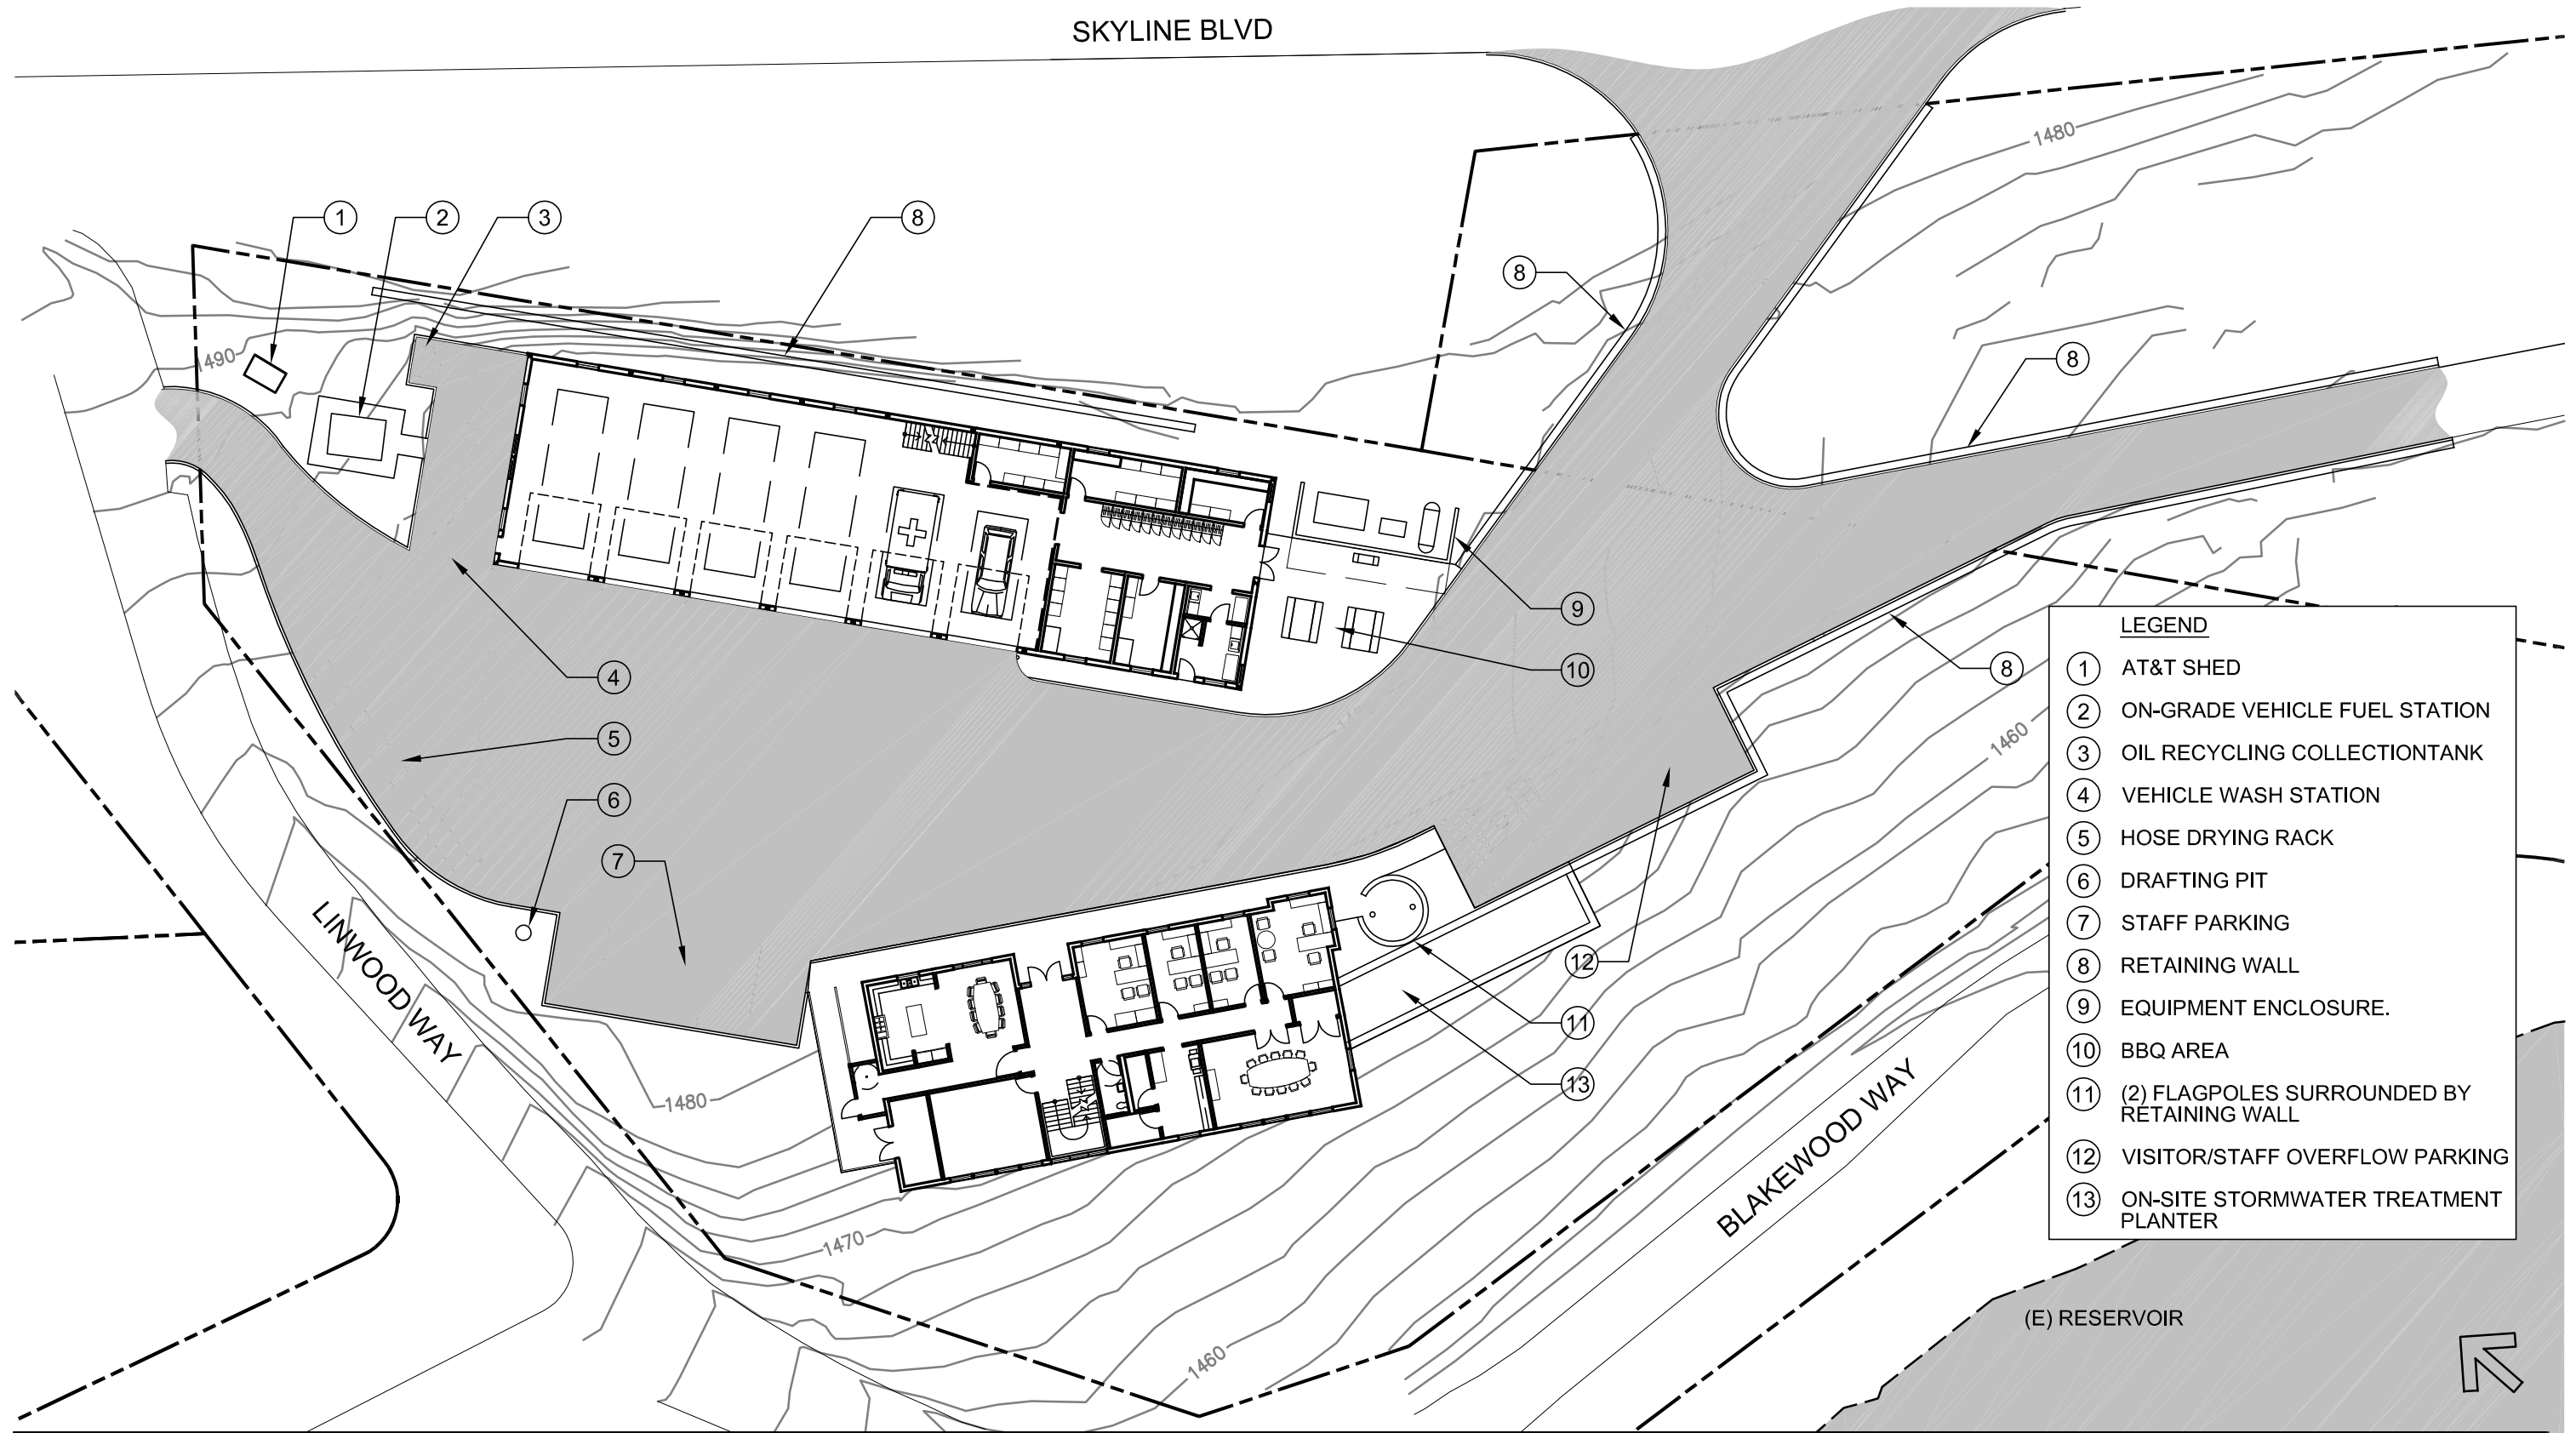 SKYLINE BLVD
1480
1
2
3
8
8
8
1490
9
10
8
4
5
6
7
12
11
13
1460
1480
1470
1460
LINWOOD WAY
BLAKEWOOD WAY
LEGEND
1 AT&T SHED
2 ON-GRADE VEHICLE FUEL STATION
3 OIL RECYCLING COLLECTIONTANK
4 VEHICLE WASH STATION
5 HOSE DRYING RACK
6 DRAFTING PIT
7 STAFF PARKING
8 RETAINING WALL
9 EQUIPMENT ENCLOSURE.
10 BBQ AREA
11 (2) FLAGPOLES SURROUNDED BY
RETAINING WALL
12 VISITOR/STAFF OVERFLOW PARKING
13 ON-SITE STORMWATER TREATMENT
PLANTER
(E) RESERVOIR